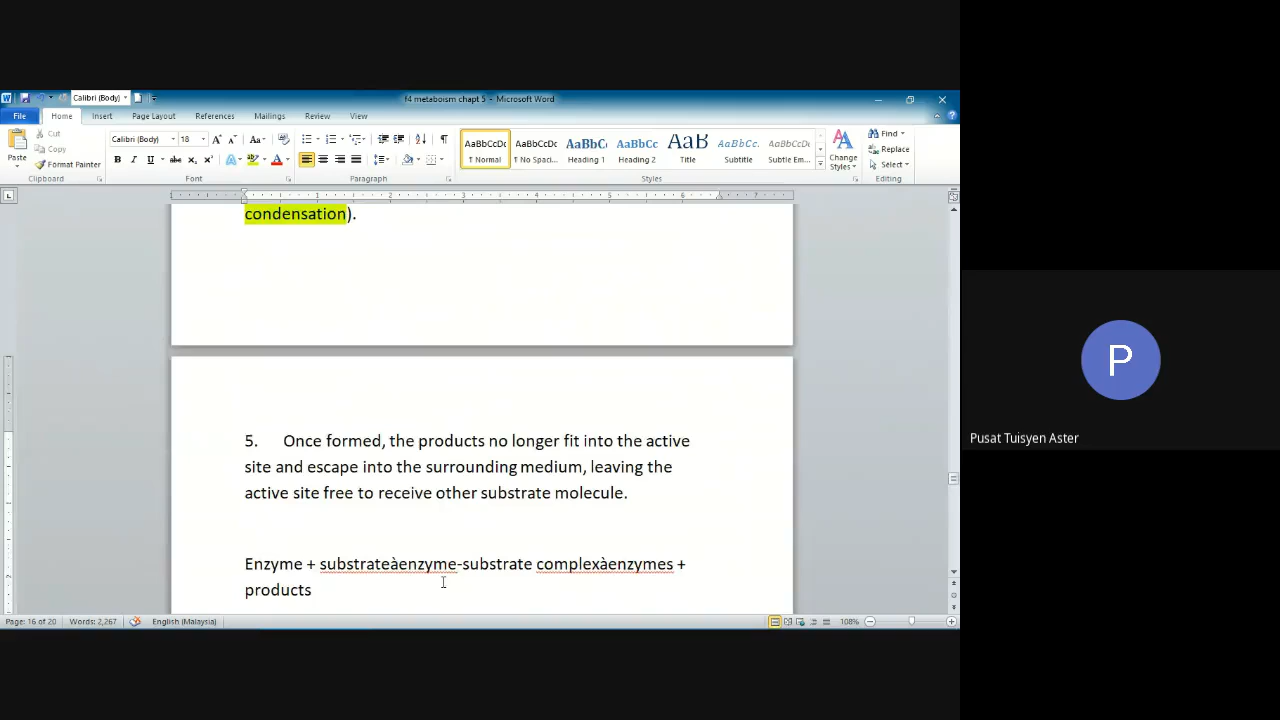 Calibri (Body)
f4 metaboism chapt 5 - Microsoft Word
File Home Insert Page Layout References Mailings Review View
Paste
Cut
Copy
Format Painter
Clipboard
Calibri (Body) 18
B I U abc
Font
Paragraph
AaBbCcDc AaBbCcDc AaBbC AaBbCc AaB AaBbCc. AaBbCcDc
¶ Normal ¶ No Spaci... Heading 1 Heading 2 Title Subtitle Subtle Em...
Styles
Change
Styles
Find
Replace
Select
Editing
condensation).
5. Once formed, the products no longer fit into the active
site and escape into the surrounding medium, leaving the
active site free to receive other substrate molecule.
Enzyme + substrateàenzyme-substrate complexàenzymes +
products
Page: 16 of 20 Words: 2,267 English (Malaysia) 108%
P
Pusat Tuisyen Aster